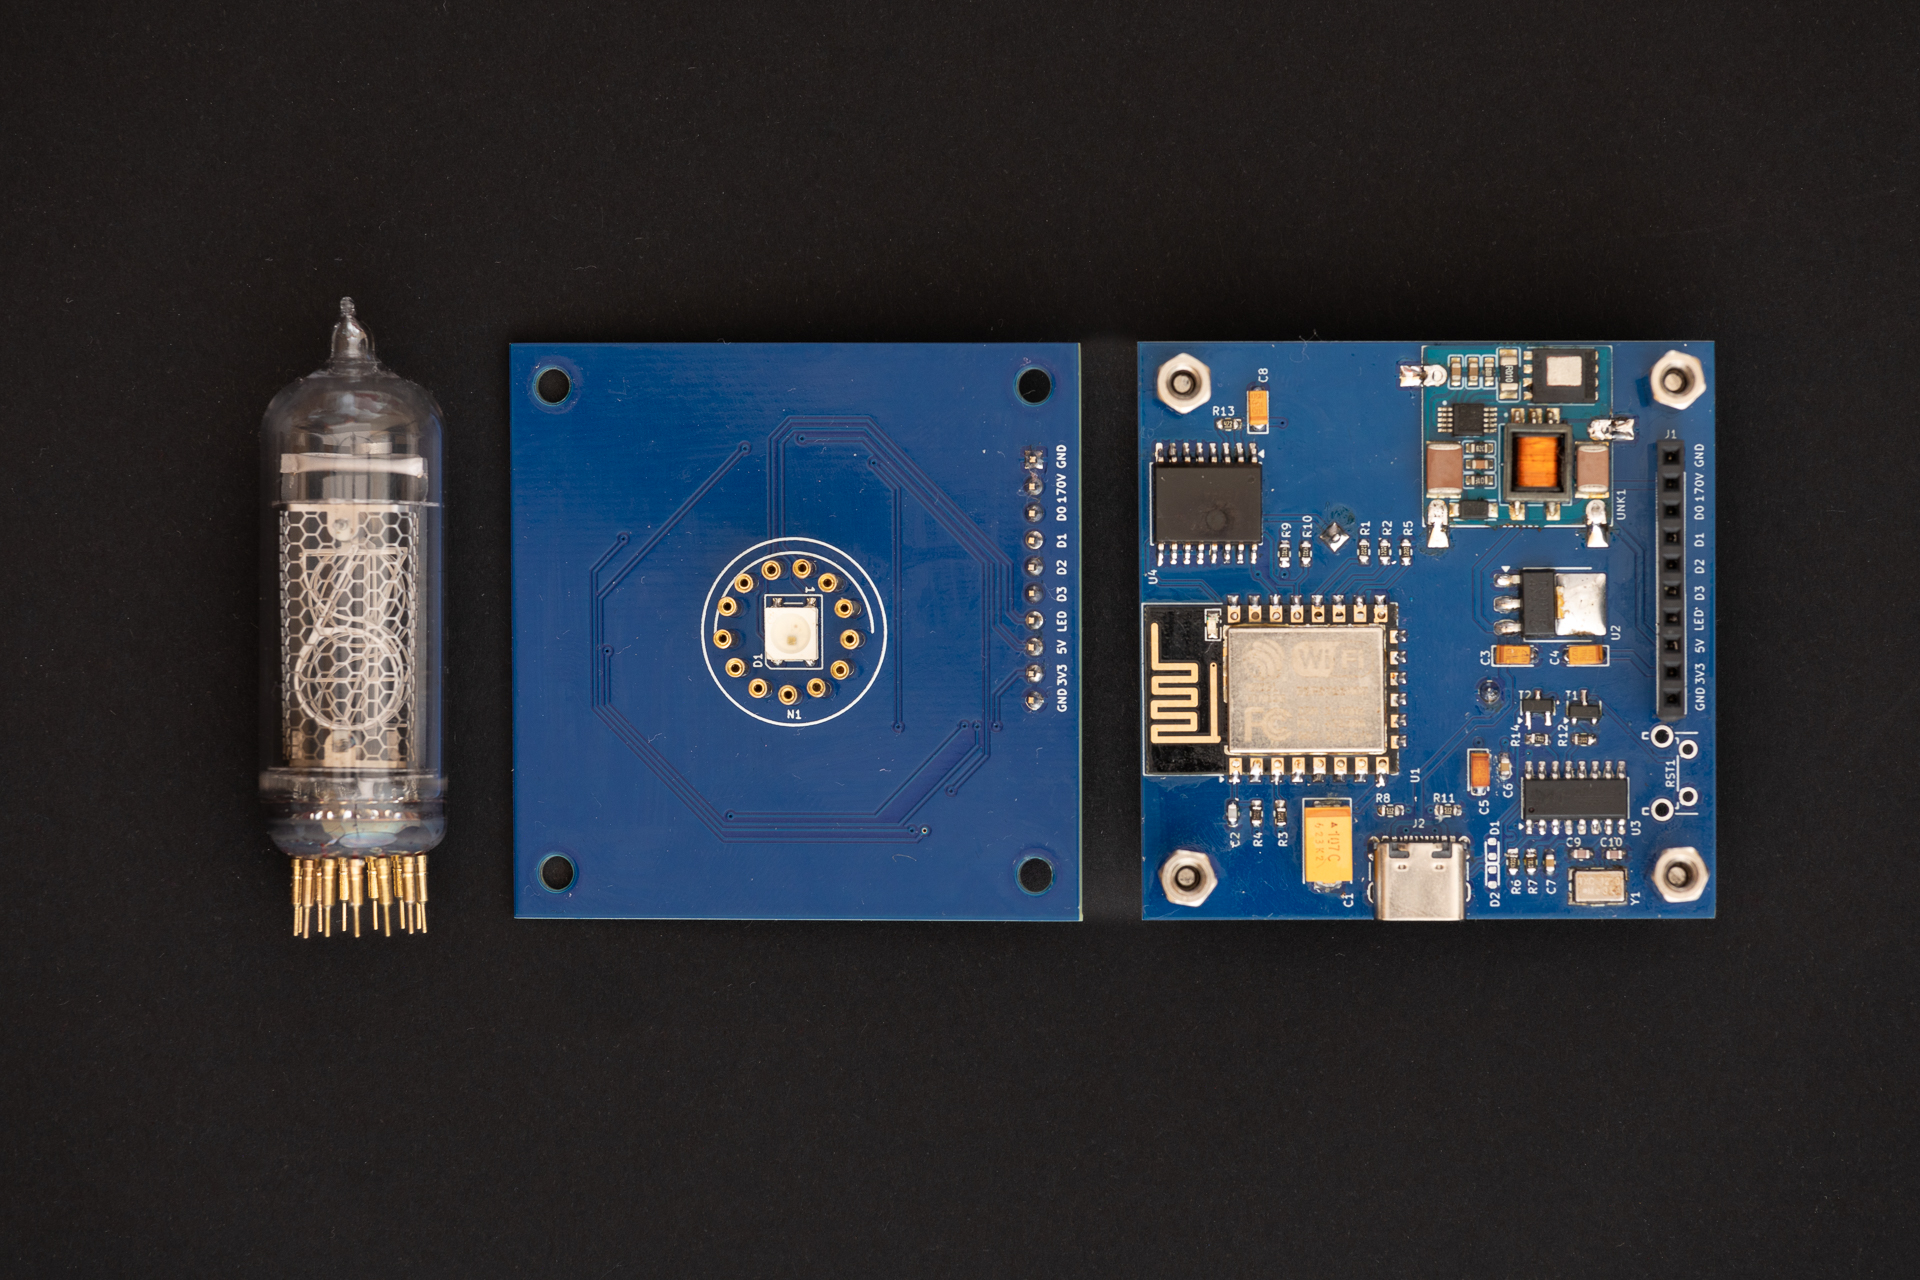 GND
170V
D0
D1
D2
D3
LED
5V
3V3
GND
1
D1
N1
C8
R13
J1
GND
170V
D0
D1
D2
D3
LED
5V
3V3
GND
UNK1
R010
U4
R9
R10
R1
R2
R5
U2
C3
C4
WiFi
FC
T2
T1
R14
R12
RST1
U1
C5
C6
U3
C2
R4
R3
107C
C1
R8
R11
J2
D1
D2
R6
R7
C7
C9
C10
Y1